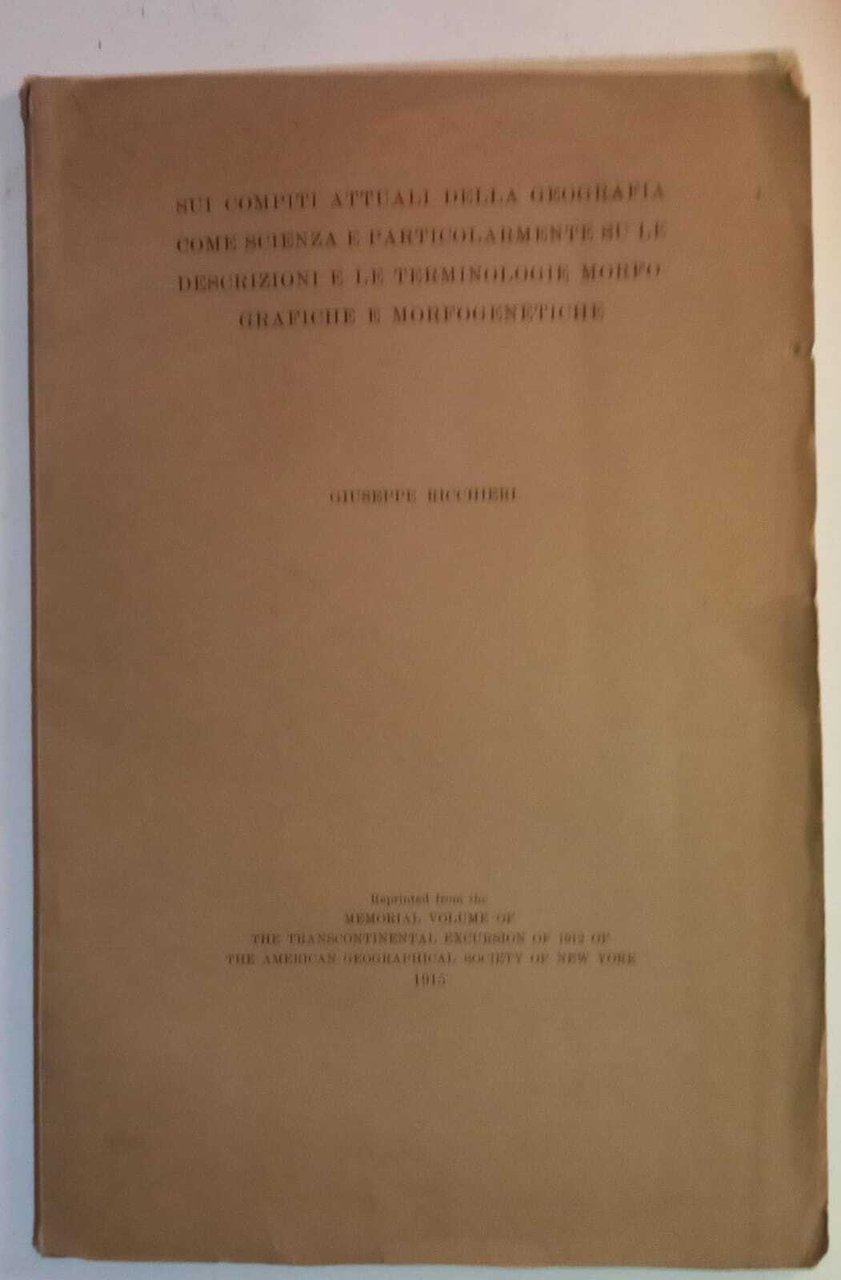 SUI COMPITI ATTUALI DELLA GEOGRAFIA
COME SCIENZA E PARTICOLARMENTE SU LE
DESCRIZIONI E LE TERMINOLOGIE MORFO
GRAFICHE E MORFOGENETICHE
GIUSEPPE RICCHIERI
Reprinted from the
MEMORIAL VOLUME OF
THE TRANSCONTINENTAL EXCURSION OF 1912 OF
THE AMERICAN GEOGRAPHICAL SOCIETY OF NEW YORK
1915